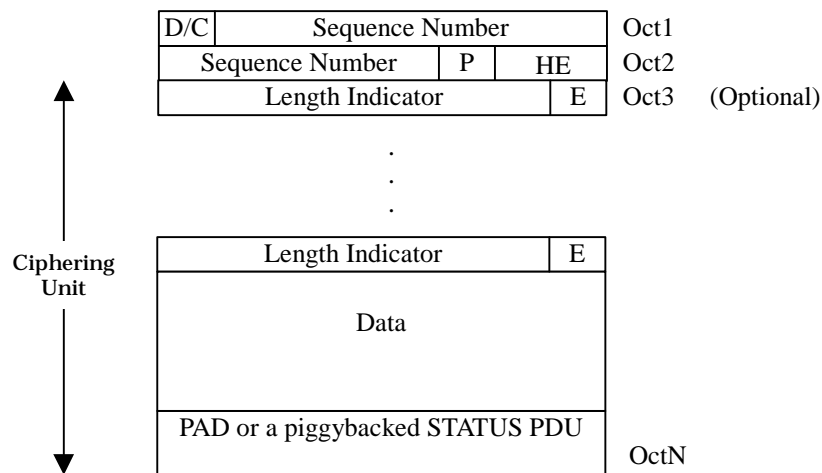 D/C Sequence Number Oct1
Sequence Number P HE Oct2
Length Indicator E Oct3 (Optional)
.
.
.
Length Indicator E
Ciphering
Unit
Data
PAD or a piggybacked STATUS PDU
OctN